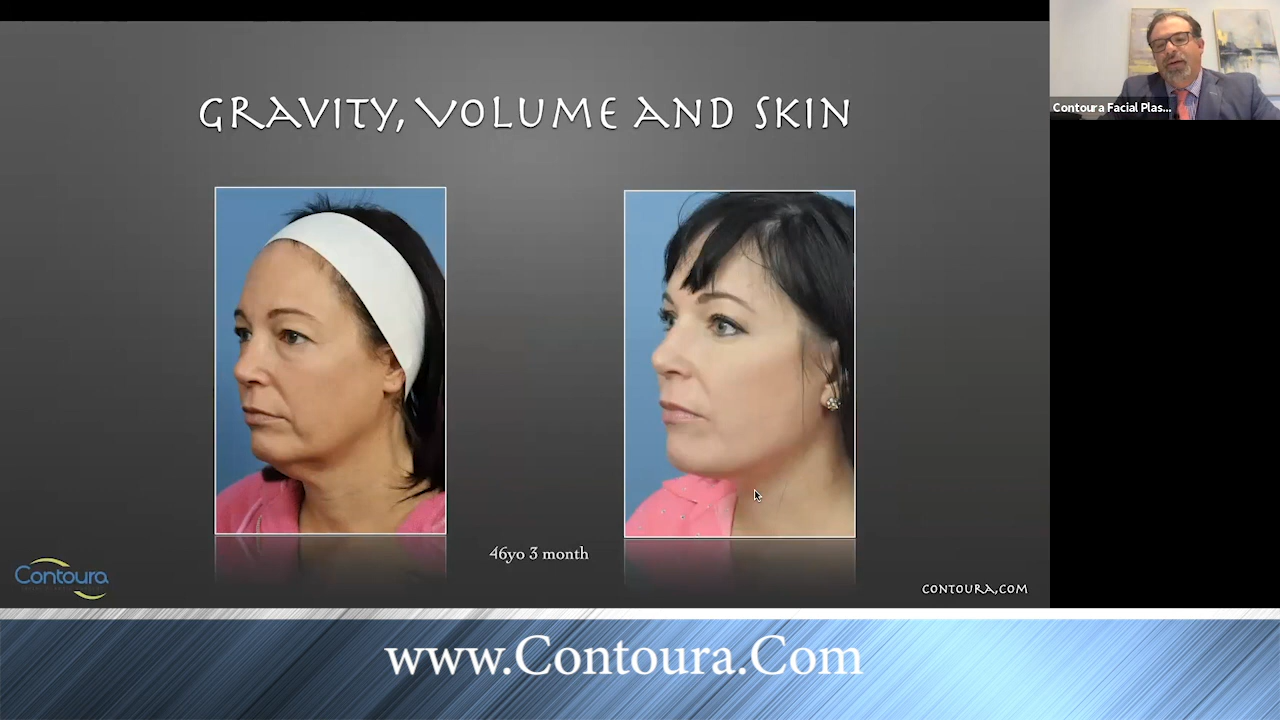 GRAVITY, VOLUME AND SKIN
Contoura Facial Plas...
46yo 3 month
Contoura
CONTOURA.COM
www.Contoura.Com